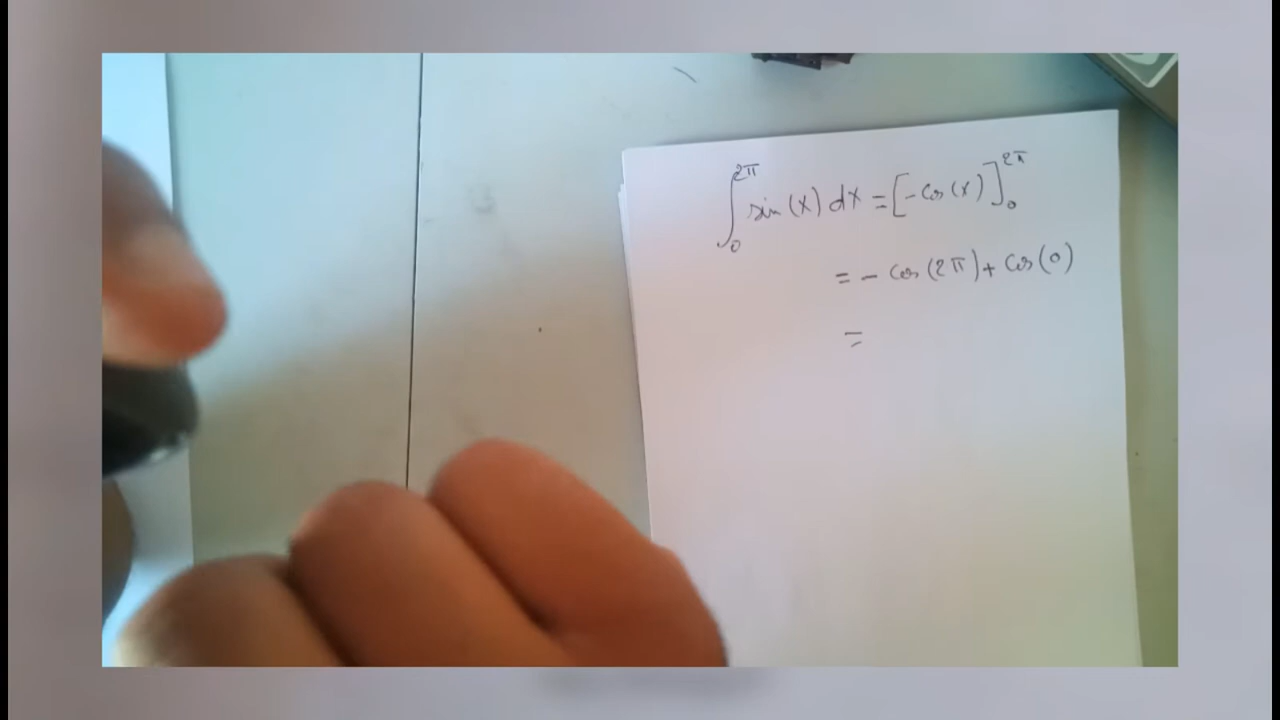 ∫₀^2π sin(x) dx = [-cos(x)]₀^2π
= - cos(2π) + cos(0)
=